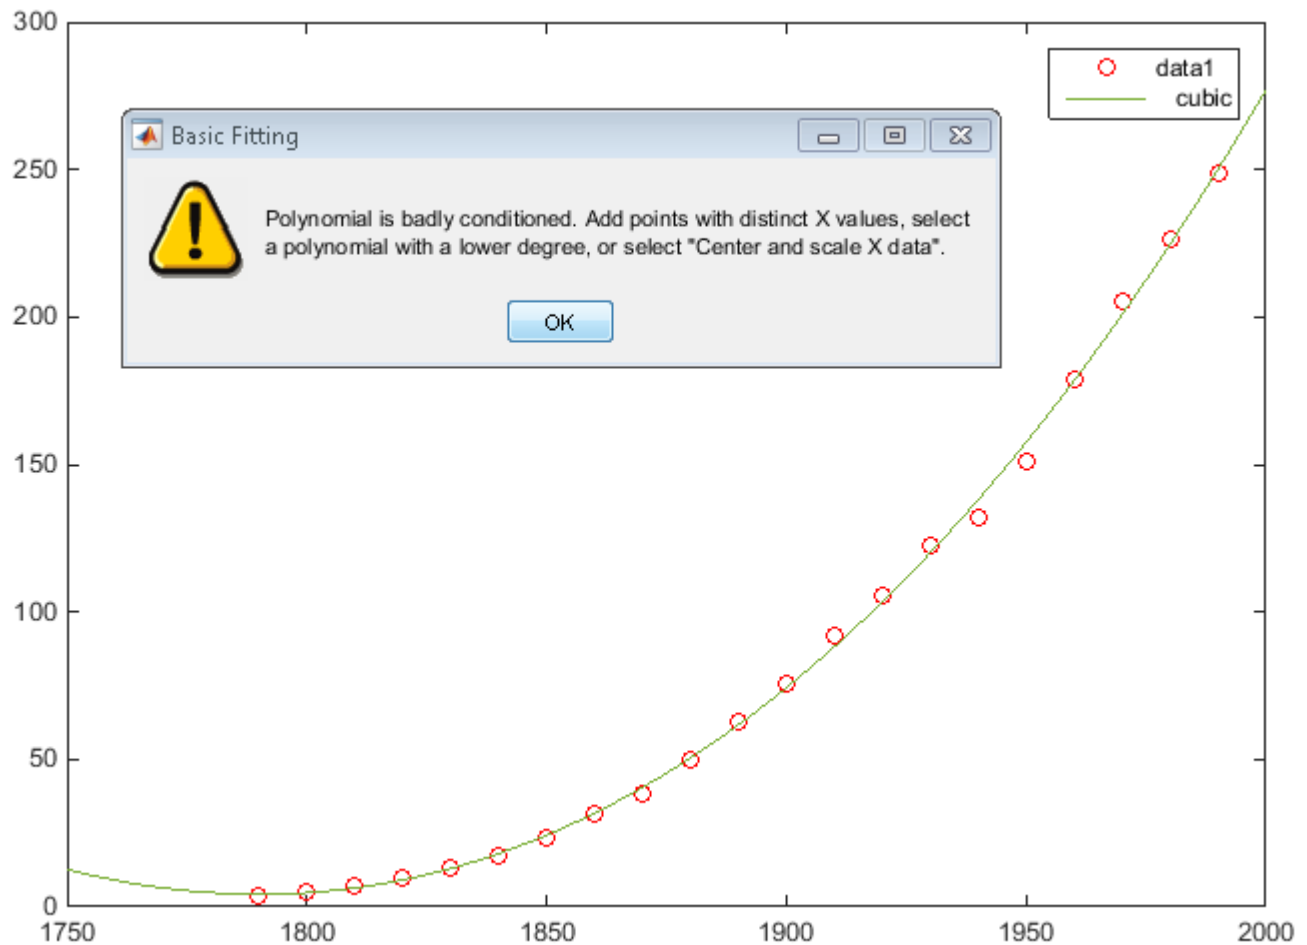 300
250
200
150
100
50
0
1750
1800
1850
1900
1950
2000
data1
cubic
Basic Fitting
Polynomial is badly conditioned. Add points with distinct X values, select
a polynomial with a lower degree, or select "Center and scale X data".
OK